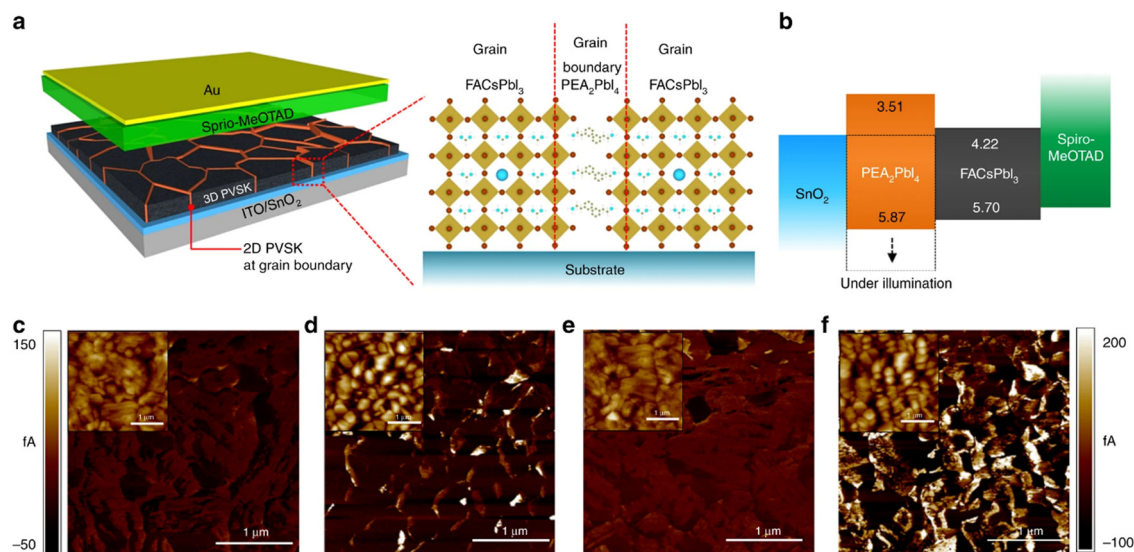 a
Au
Sprio-MeOTAD
3D PVSK
ITO/SnO₂
2D PVSK
at grain boundary
Grain
FACsPbI₃
Grain
boundary
PEA₂PbI₄
Grain
FACsPbI₃
Substrate
b
SnO₂
3.51
PEA₂PbI₄
5.87
4.22
FACsPbI₃
5.70
Spiro-
MeOTAD
Under illumination
c
150
fA
−50
1 μm
1 μm
d
1 μm
1 μm
e
1 μm
1 μm
f
1 μm
1 μm
200
fA
−100